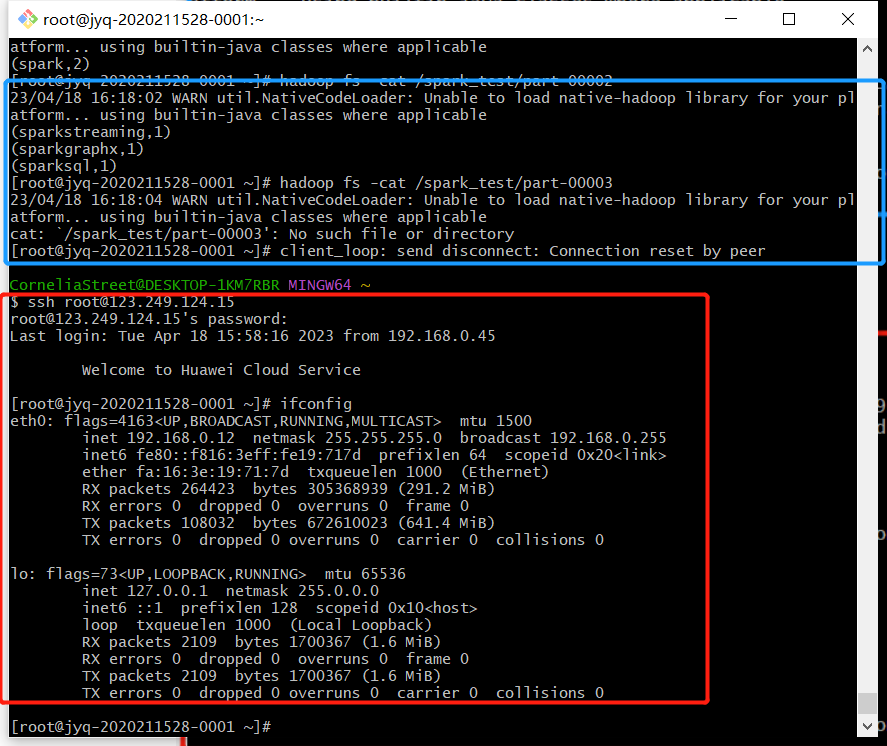 root@jyq-2020211528-0001:~
atform... using builtin-java classes where applicable
(spark,2)
[root@jyq-2020211528-0001 ~]# hadoop fs -cat /spark_test/part-00002
23/04/18 16:18:02 WARN util.NativeCodeLoader: Unable to load native-hadoop library for your pl
atform... using builtin-java classes where applicable
(sparkstreaming,1)
(sparkgraphx,1)
(sparksql,1)
[root@jyq-2020211528-0001 ~]# hadoop fs -cat /spark_test/part-00003
23/04/18 16:18:04 WARN util.NativeCodeLoader: Unable to load native-hadoop library for your pl
atform... using builtin-java classes where applicable
cat: `/spark_test/part-00003': No such file or directory
[root@jyq-2020211528-0001 ~]# client_loop: send disconnect: Connection reset by peer
CorneliaStreet@DESKTOP-1KM7RBR MINGW64 ~
$ ssh root@123.249.124.15
root@123.249.124.15's password:
Last login: Tue Apr 18 15:58:16 2023 from 192.168.0.45
Welcome to Huawei Cloud Service
[root@jyq-2020211528-0001 ~]# ifconfig
eth0: flags=4163<UP,BROADCAST,RUNNING,MULTICAST>  mtu 1500
inet 192.168.0.12  netmask 255.255.255.0  broadcast 192.168.0.255
inet6 fe80::f816:3eff:fe19:717d  prefixlen 64  scopeid 0x20<link>
ether fa:16:3e:19:71:7d  txqueuelen 1000  (Ethernet)
RX packets 264423  bytes 305368939 (291.2 MiB)
RX errors 0  dropped 0  overruns 0  frame 0
TX packets 108032  bytes 672610023 (641.4 MiB)
TX errors 0  dropped 0 overruns 0  carrier 0  collisions 0
lo: flags=73<UP,LOOPBACK,RUNNING>  mtu 65536
inet 127.0.0.1  netmask 255.0.0.0
inet6 ::1  prefixlen 128  scopeid 0x10<host>
loop  txqueuelen 1000  (Local Loopback)
RX packets 2109  bytes 1700367 (1.6 MiB)
RX errors 0  dropped 0  overruns 0  frame 0
TX packets 2109  bytes 1700367 (1.6 MiB)
TX errors 0  dropped 0 overruns 0  carrier 0  collisions 0
[root@jyq-2020211528-0001 ~]#